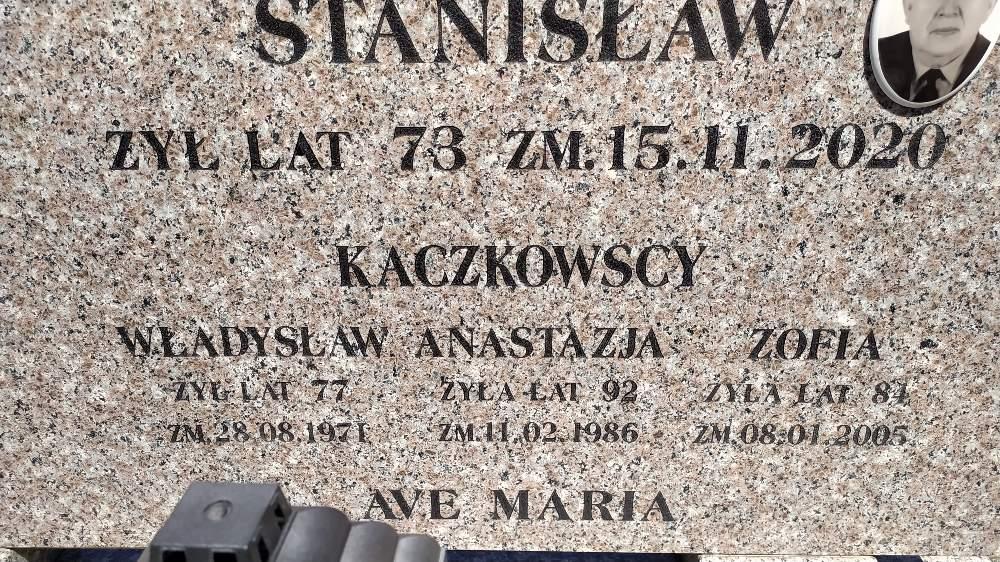 STANISŁAW
ŻYŁ LAT 73 ZM. 15.11.2020
KACZKOWSCY
WŁADYSŁAW ANASTAZJA ZOFIA
ŻYŁ LAT 77 ŻYŁA LAT 92 ŻYŁA LAT 84
ZM. 28.08.1971 ZM. 11.02.1986 ZM. 08.01.2005
AVE MARIA